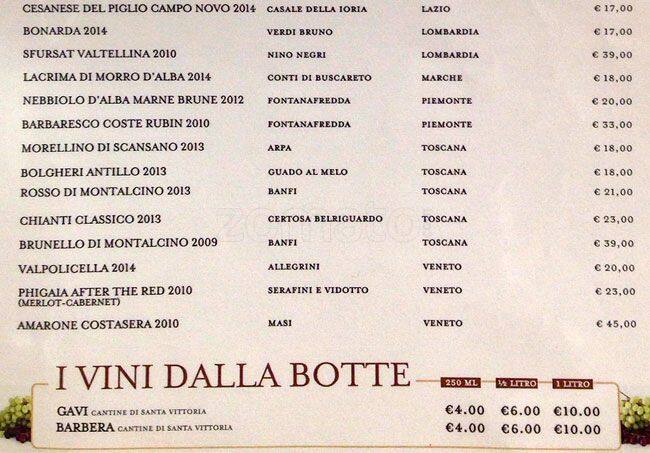 CESANESE DEL PIGLIO CAMPO NOVO 2014 CASALE DELLA IORIA LAZIO € 17,00
BONARDA 2014 VERDI BRUNO LOMBARDIA € 17,00
SFURSAT VALTELLINA 2010 NINO NEGRI LOMBARDIA € 39,00
LACRIMA DI MORRO D'ALBA 2014 CONTI DI BUSCARETO MARCHE € 18,00
NEBBIOLO D'ALBA MARNE BRUNE 2012 FONTANAFREDDA PIEMONTE € 20,00
BARBARESCO COSTE RUBIN 2010 FONTANAFREDDA PIEMONTE € 33,00
MORELLINO DI SCANSANO 2013 ARPA TOSCANA € 18,00
BOLGHERI ANTILLO 2013 GUADO AL MELO TOSCANA € 18,00
ROSSO DI MONTALCINO 2013 BANFI TOSCANA € 21,00
CHIANTI CLASSICO 2013 CERTOSA BELRIGUARDO TOSCANA € 23,00
zomato
BRUNELLO DI MONTALCINO 2009 BANFI TOSCANA € 39,00
VALPOLICELLA 2014 ALLEGRINI VENETO € 20,00
PHIGAIA AFTER THE RED 2010 SERAFINI E VIDOTTO VENETO € 23,00
(MERLOT-CABERNET)
AMARONE COSTASERA 2010 MASI VENETO € 45,00
I VINI DALLA BOTTE 250 ML ½ LITRO 1 LITRO
GAVI CANTINE DI SANTA VITTORIA €4.00 €6.00 €10.00
BARBERA CANTINE DI SANTA VITTORIA €4.00 €6.00 €10.00